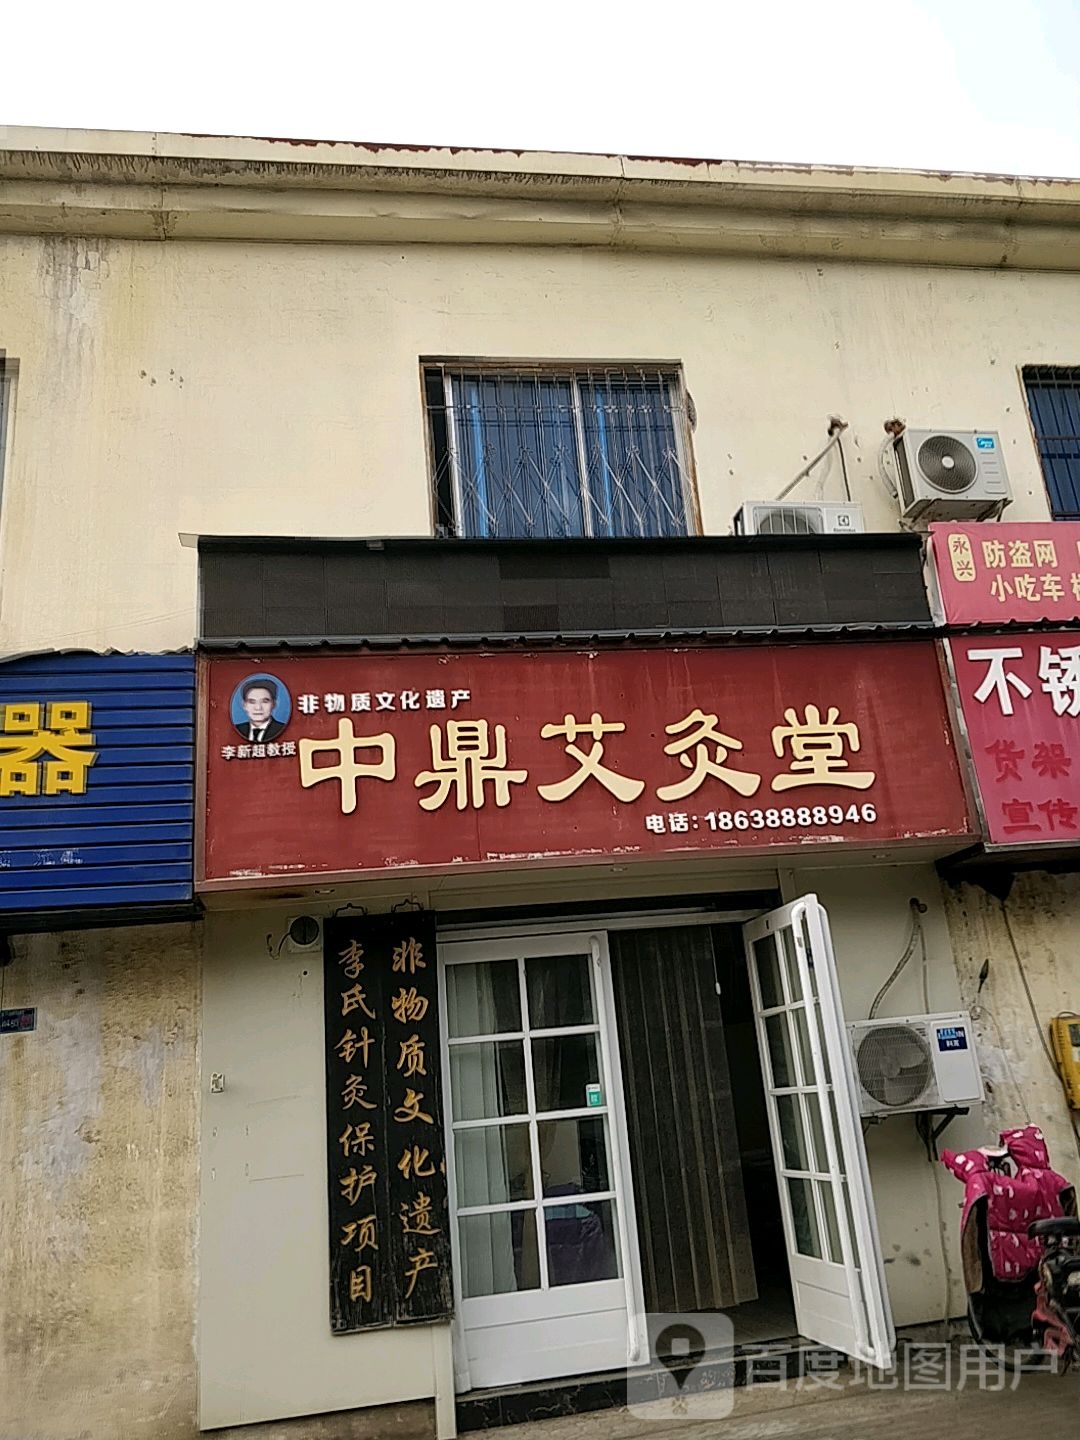 永兴
防盗网
小吃车
不锈
货架
宣传
器
非物质文化遗产
李新超教授
中鼎艾灸堂
电话:18638888946
非物质文化遗产
李氏针灸保护项目
百度地图用户